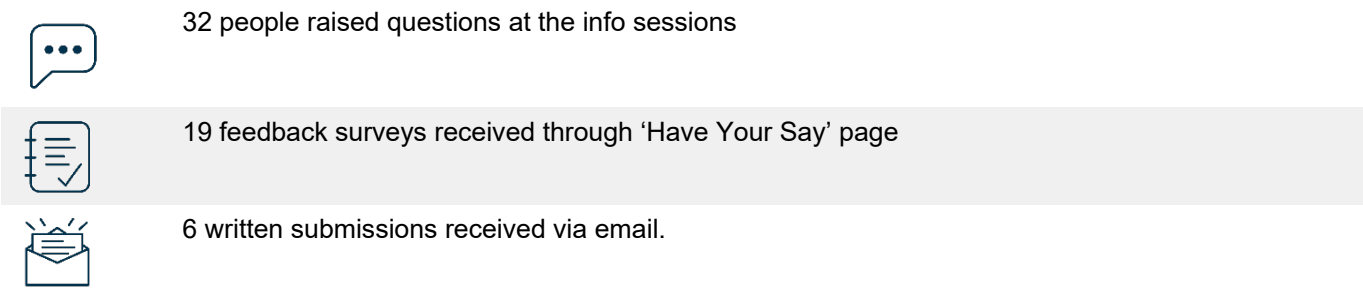 32 people raised questions at the info sessions
19 feedback surveys received through ‘Have Your Say’ page
6 written submissions received via email.